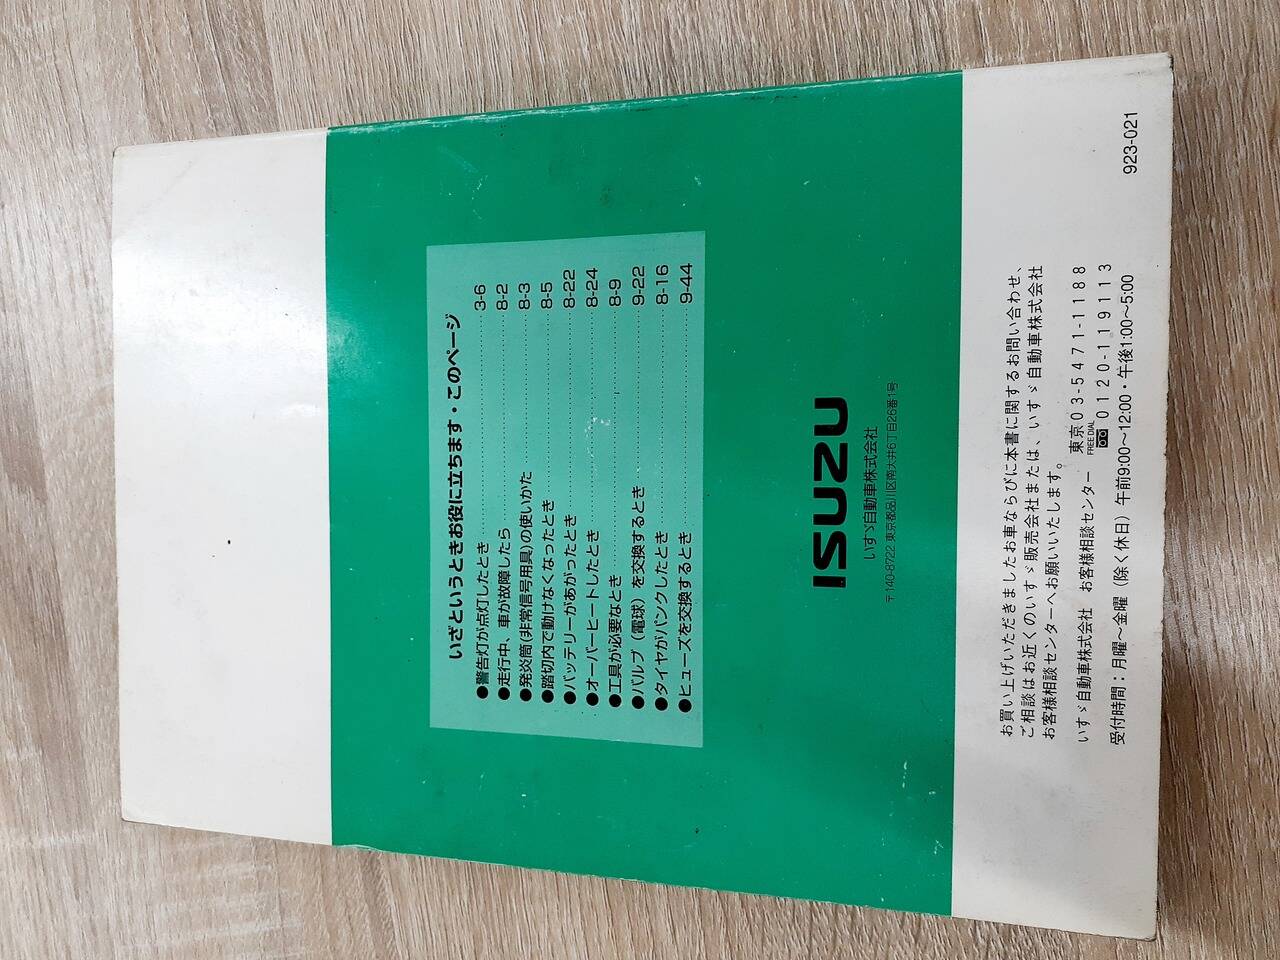 いざというときお役に立ちます・このページ
●警告灯が点灯したとき 3-6
●走行中、車が故障したら 8-2
●発炎筒(非常信号用具)の使いかた 8-3
●踏切内で動けなくなったとき 8-5
●バッテリーがあがったとき 8-22
●オーバーヒートしたとき 8-24
●工具が必要なとき 8-9
●バルブ(電球)を交換するとき 9-22
●タイヤがパンクしたとき 8-16
●ヒューズを交換するとき 9-44
ISUZU
いすゞ自動車株式会社
〒140-8722 東京都品川区南大井6丁目26番1号
お買い上げいただきましたお車ならびに本書に関するお問い合わせ、
ご相談はお近くのいすゞ販売会社または、いすゞ自動車株式会社
お客様相談センターへお願いいたします。
いすゞ自動車株式会社 お客様相談センター 東京03-5471-1188
FREE DIAL 0120-119113
受付時間:月曜〜金曜(除く休日)午前9:00〜12:00・午後1:00〜5:00
923-021